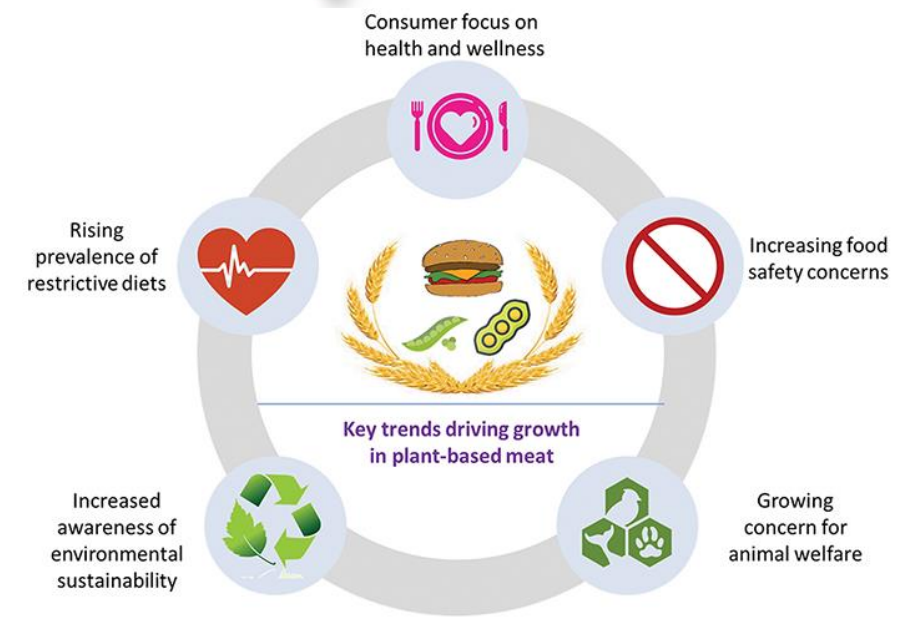 Consumer focus on
health and wellness
Rising
prevalence of
restrictive diets
Increasing food
safety concerns
Key trends driving growth
in plant-based meat
Increased
awareness of
environmental
sustainability
Growing
concern for
animal welfare